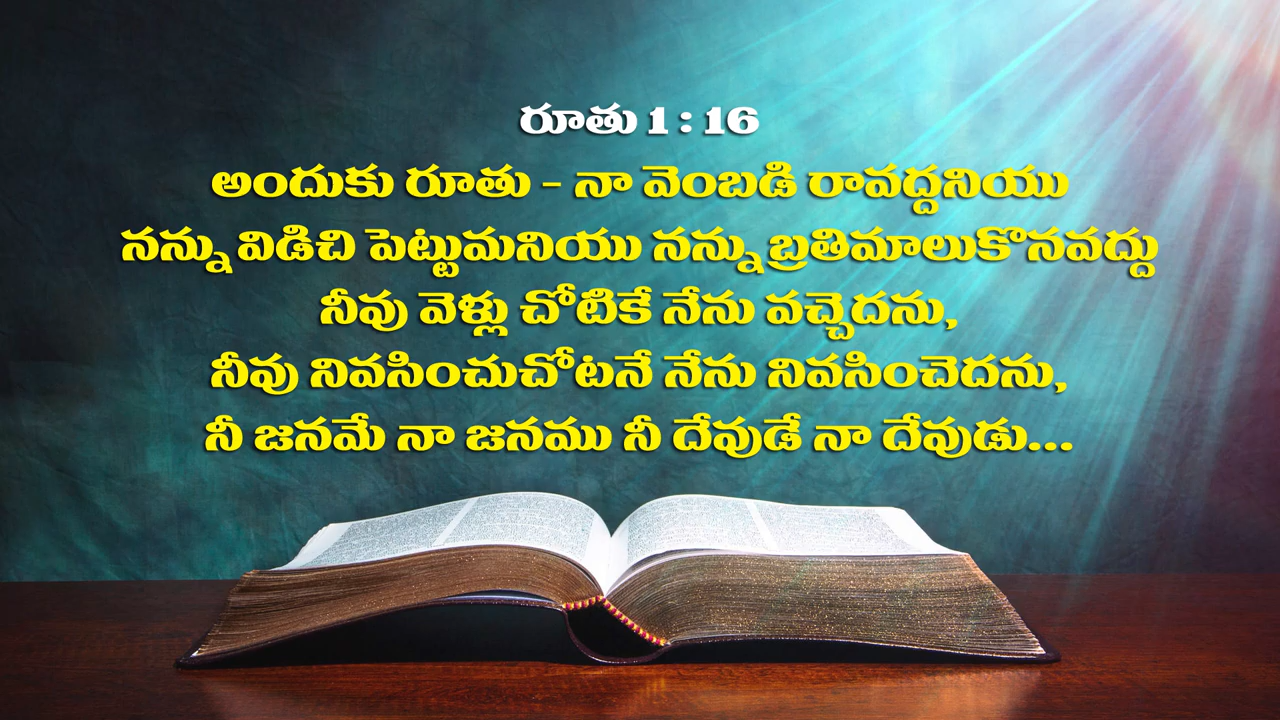 రూతు 1 : 16
అందుకు రూతు - నా వెంబడి రావద్దనియు
నన్ను విడిచి పెట్టుమనియు నన్ను బ్రతిమాలుకొనవద్దు
నీవు వెళ్లు చోటికే నేను వచ్చెదను,
నీవు నివసించుచోటనే నేను నివసించెదను,
నీ జనమే నా జనము నీ దేవుడే నా దేవుడు...